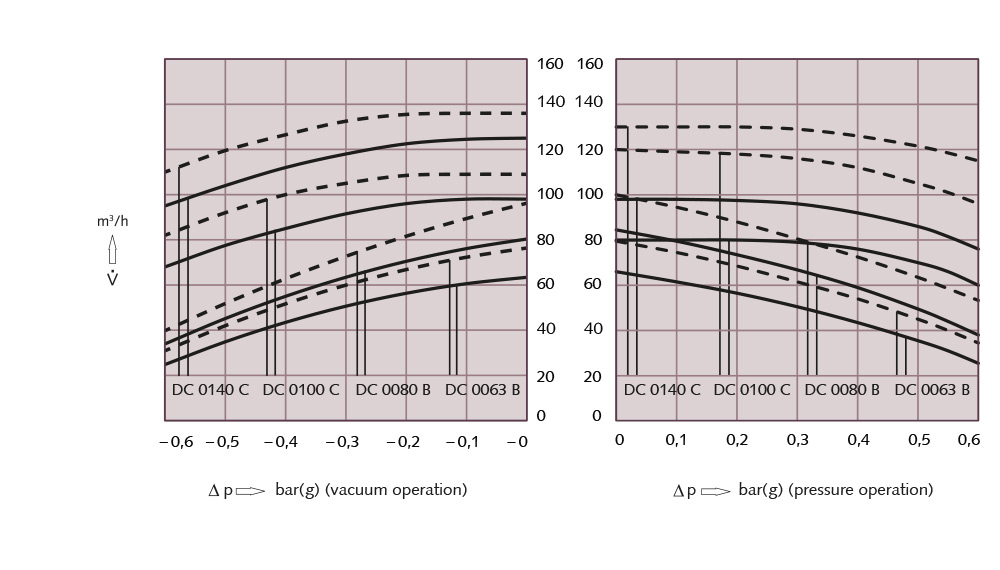 160 160
140 140
120 120
100 100
80 80
60 60
40 40
20 20
0 0
m³/h
V̇
DC 0140 C DC 0100 C DC 0080 B DC 0063 B
DC 0140 C DC 0100 C DC 0080 B DC 0063 B
−0,6 −0,5 −0,4 −0,3 −0,2 −0,1 −0
0 0,1 0,2 0,3 0,4 0,5 0,6
Δ p ⇨ bar(g) (vacuum operation)
Δ p ⇨ bar(g) (pressure operation)